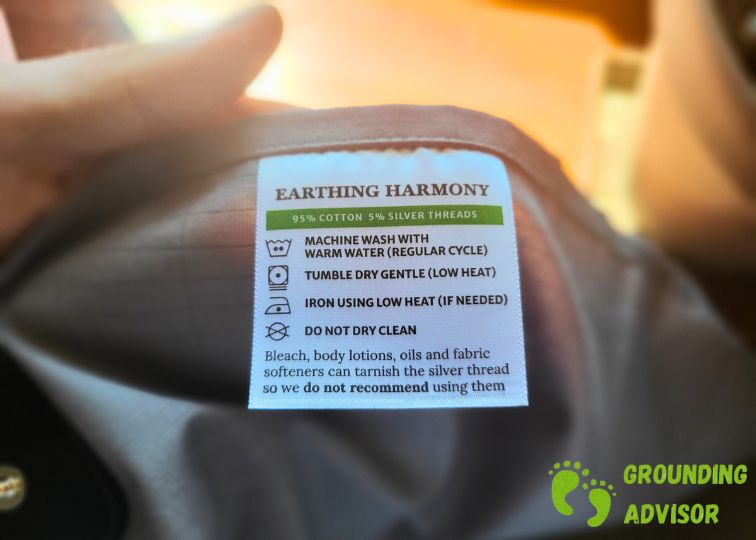 EARTHING HARMONY
95% COTTON 5% SILVER THREADS
MACHINE WASH WITH
WARM WATER (REGULAR CYCLE)
TUMBLE DRY GENTLE (LOW HEAT)
IRON USING LOW HEAT (IF NEEDED)
DO NOT DRY CLEAN
Bleach, body lotions, oils and fabric
softeners can tarnish the silver thread
so we do not recommend using them
GROUNDING
ADVISOR